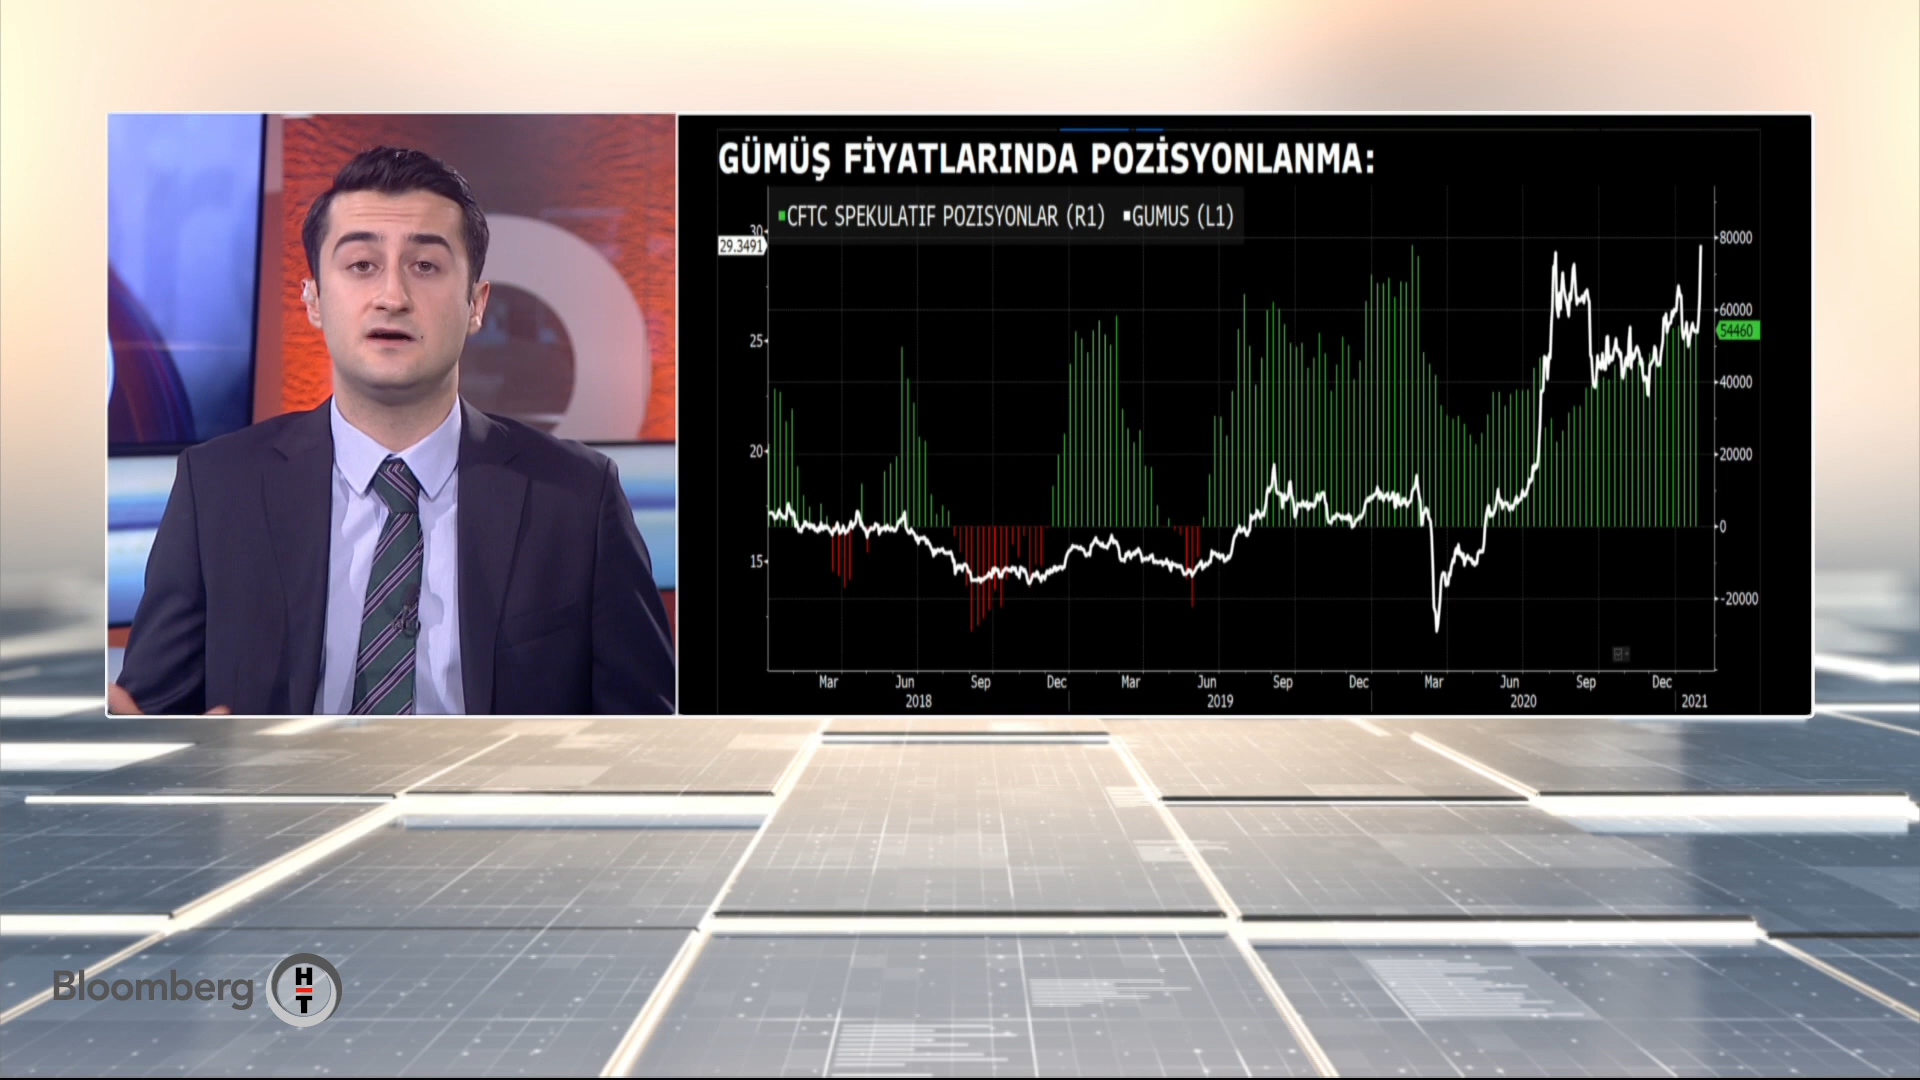 GÜMÜŞ FİYATLARINDA POZİSYONLANMA:
CFTC SPEKULATIF POZISYONLAR (R1) GUMUS (L1)
30
29.3491
25
20
15
80000
60000
54460
40000
20000
0
-20000
Mar Jun Sep Dec Mar Jun Sep Dec Mar Jun Sep Dec
2018 2019 2020 2021
Bloomberg HT